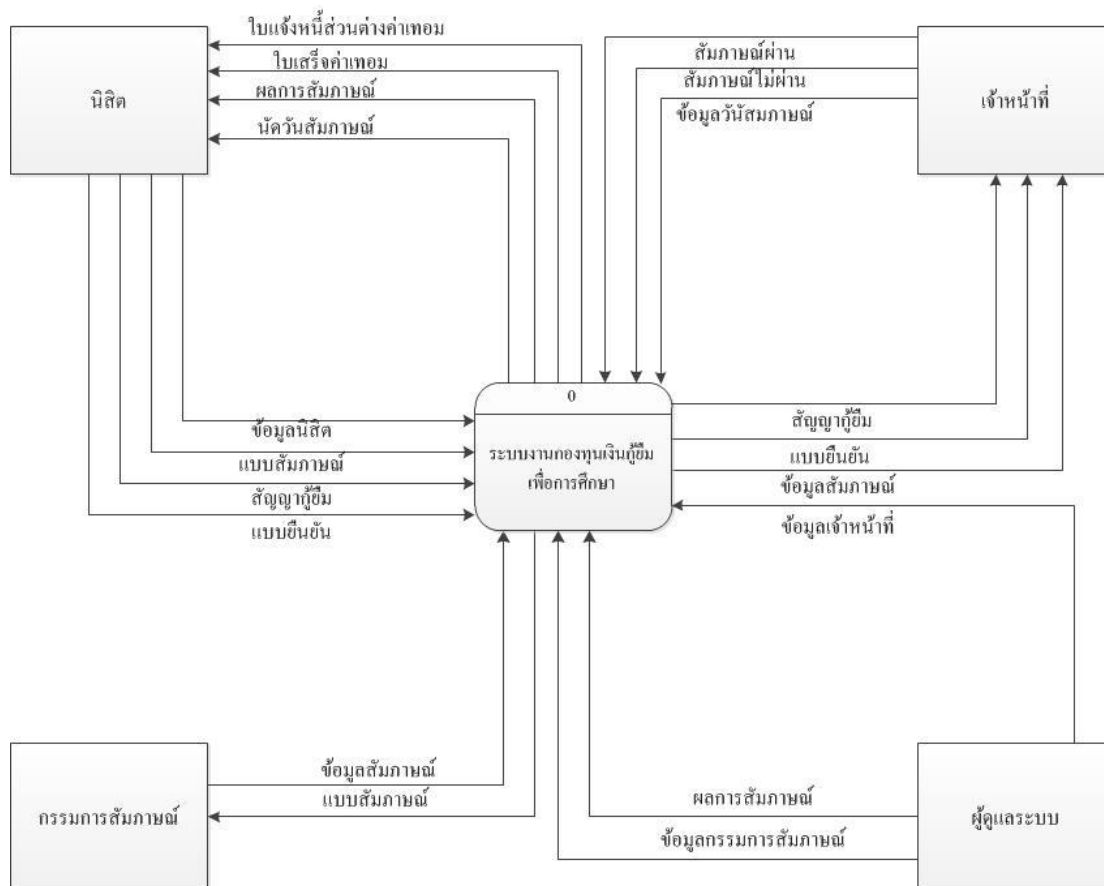 ใบแจ้งหนี้ส่วนต่างค่าเทอม
ใบเสร็จค่าเทอม
ผลการสัมภาษณ์
นัดวันสัมภาษณ์
นิสิต
สัมภาษณ์ผ่าน
สัมภาษณ์ไม่ผ่าน
ข้อมูลวันัสมภาษณ์
เจ้าหน้าที่
0
ระบบงานกองทุนเงินกู้ยืม
เพื่อการศึกษา
ข้อมูลนิสิต
แบบสัมภาษณ์
สัญญากู้ยืม
แบบยืนยัน
สัญญากู้ยืม
แบบยืนยัน
ข้อมูลสัมภาษณ์
ข้อมูลเจ้าหน้าที่
กรรมการสัมภาษณ์
ข้อมูลสัมภาษณ์
แบบสัมภาษณ์
ผลการสัมภาษณ์
ข้อมูลกรรมการสัมภาษณ์
ผู้ดูแลระบบ